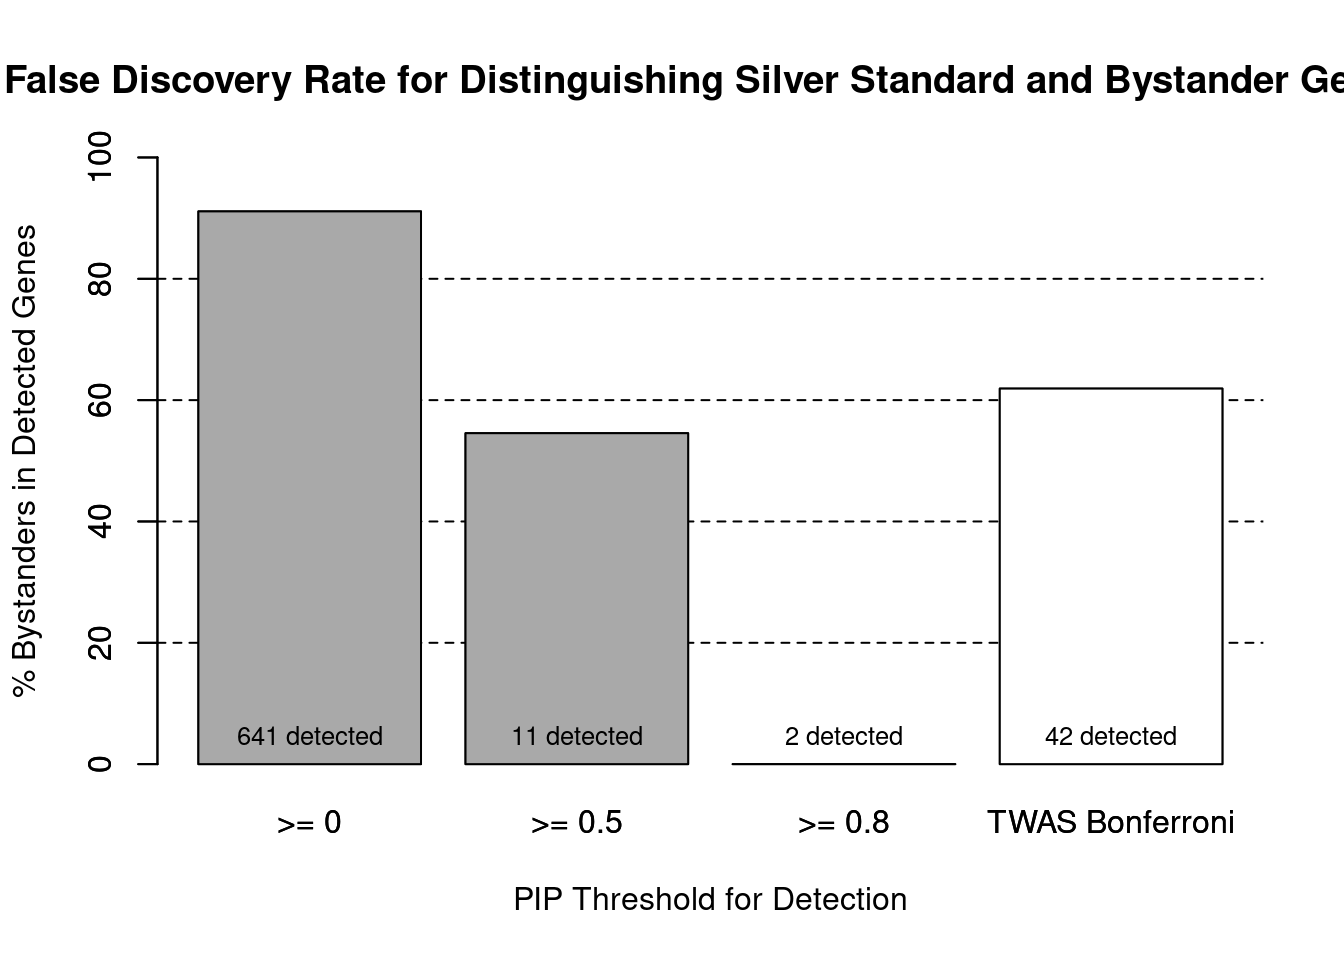 False Discovery Rate for Distinguishing Silver Standard and Bystander Ge
% Bystanders in Detected Genes
100
80
60
40
20
0
641 detected
11 detected
2 detected
42 detected
>= 0
>= 0.5
>= 0.8
TWAS Bonferroni
PIP Threshold for Detection